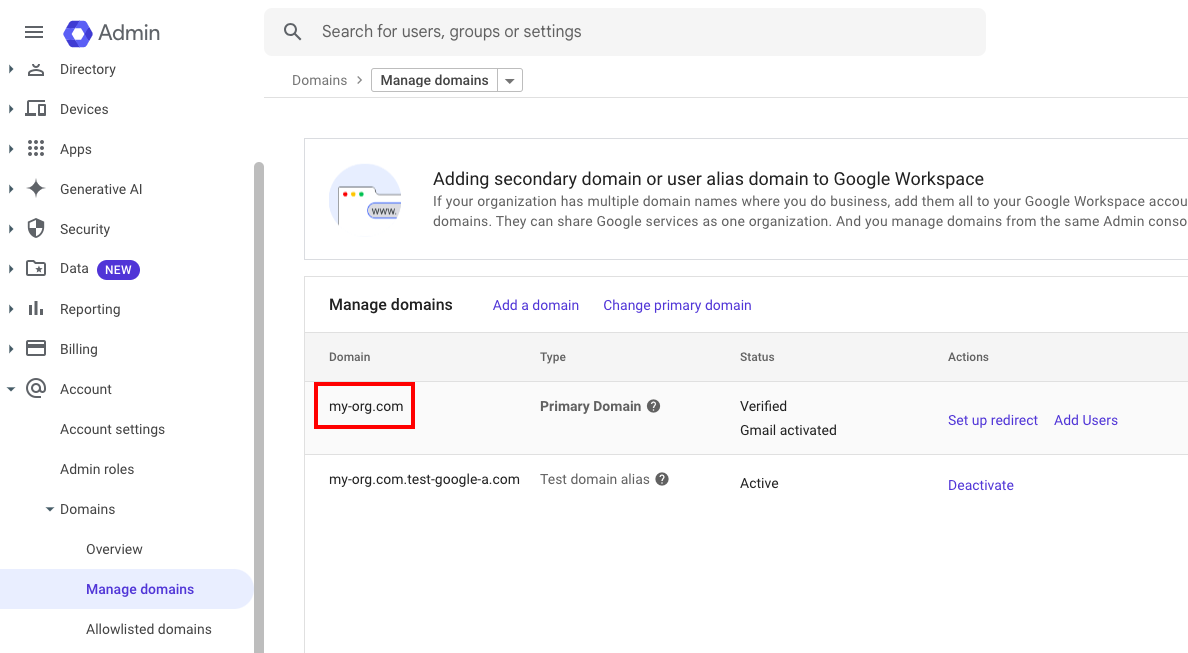 Admin
Search for users, groups or settings
Directory
Devices
Apps
Generative AI
Security
Data NEW
Reporting
Billing
Account
Account settings
Admin roles
Domains
Overview
Manage domains
Allowlisted domains
Domains > Manage domains
www.
Adding secondary domain or user alias domain to Google Workspace
If your organization has multiple domain names where you do business, add them all to your Google Workspace accou
domains. They can share Google services as one organization. And you manage domains from the same Admin conso
Manage domains Add a domain Change primary domain
Domain Type Status Actions
my-org.com Primary Domain ? Verified
Gmail activated
Set up redirect Add Users
my-org.com.test-google-a.com Test domain alias ? Active
Deactivate